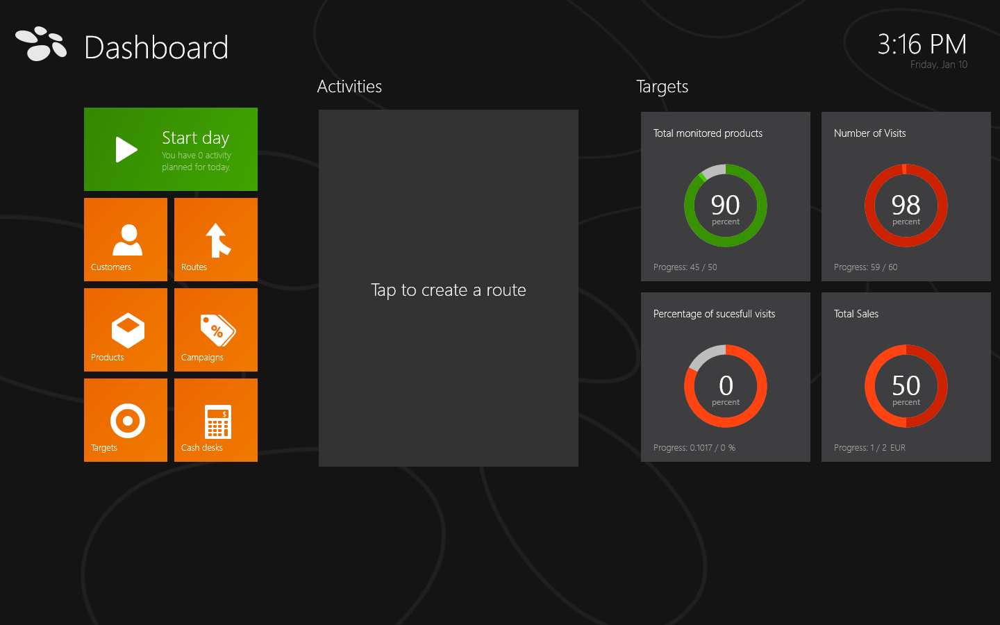 Dashboard
3:16 PM
Friday, Jan 10
Start day
You have 0 activity
planned for today.
Customers
Routes
Products
%
Campaigns
Targets
$
Cash desks
Activities
Tap to create a route
Targets
Total monitored products
90
percent
Progress: 45 / 50
Number of Visits
98
percent
Progress: 59 / 60
Percentage of sucesfull visits
0
percent
Progress: 0.1017 / 0 %
Total Sales
50
percent
Progress: 1 / 2 EUR